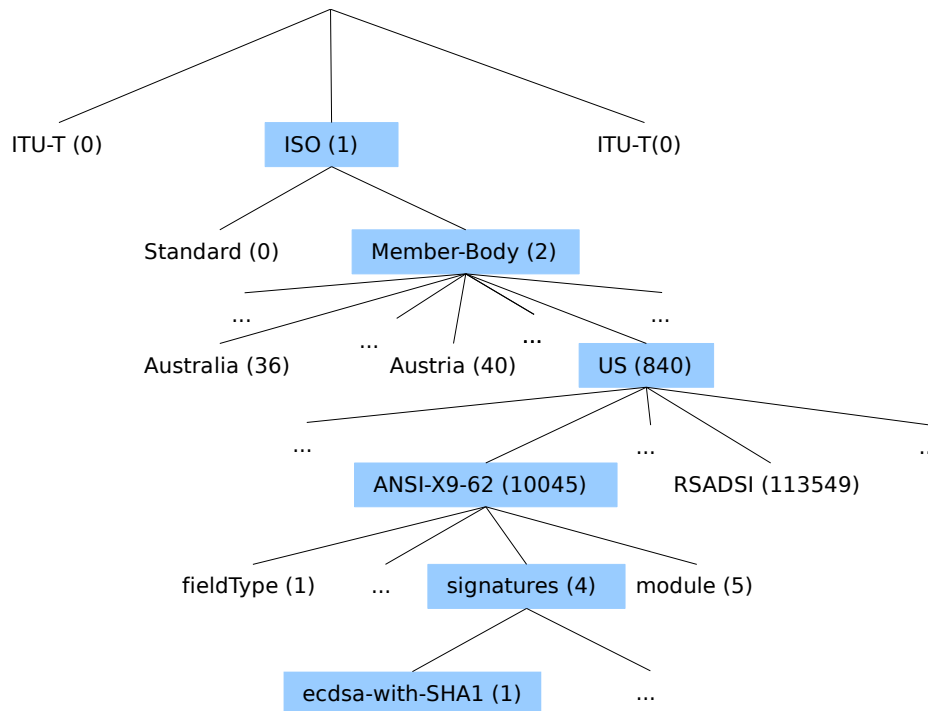 ITU-T (0)
ISO (1)
ITU-T(0)
Standard (0)
Member-Body (2)
...
...
...
...
Australia (36)
Austria (40)
US (840)
...
...
...
ANSI-X9-62 (10045)
RSADSI (113549)
fieldType (1)
...
signatures (4)
module (5)
ecdsa-with-SHA1 (1)
...